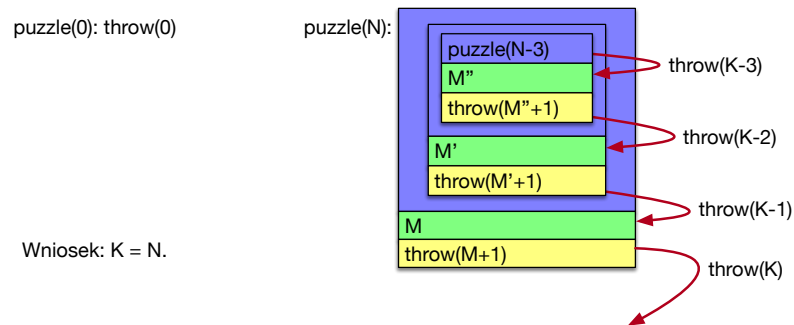 puzzle(0): throw(0)
puzzle(N):
puzzle(N-3)
throw(K-3)
M”
throw(M”+1)
throw(K-2)
M’
throw(M’+1)
throw(K-1)
M
Wniosek: K = N.
throw(M+1)
throw(K)